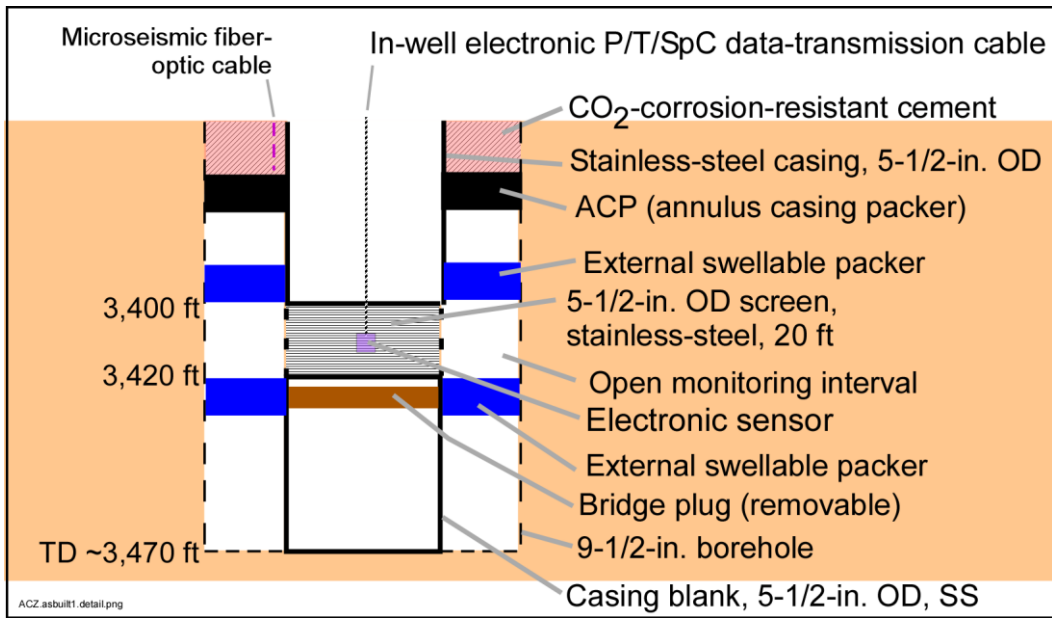 Microseismic fiber-
optic cable
In-well electronic P/T/SpC data-transmission cable
CO2-corrosion-resistant cement
Stainless-steel casing, 5-1/2-in. OD
ACP (annulus casing packer)
External swellable packer
3,400 ft
5-1/2-in. OD screen,
stainless-steel, 20 ft
3,420 ft
Open monitoring interval
Electronic sensor
External swellable packer
Bridge plug (removable)
TD ~3,470 ft
9-1/2-in. borehole
Casing blank, 5-1/2-in. OD, SS
ACZ.asbuilt1.detail.png